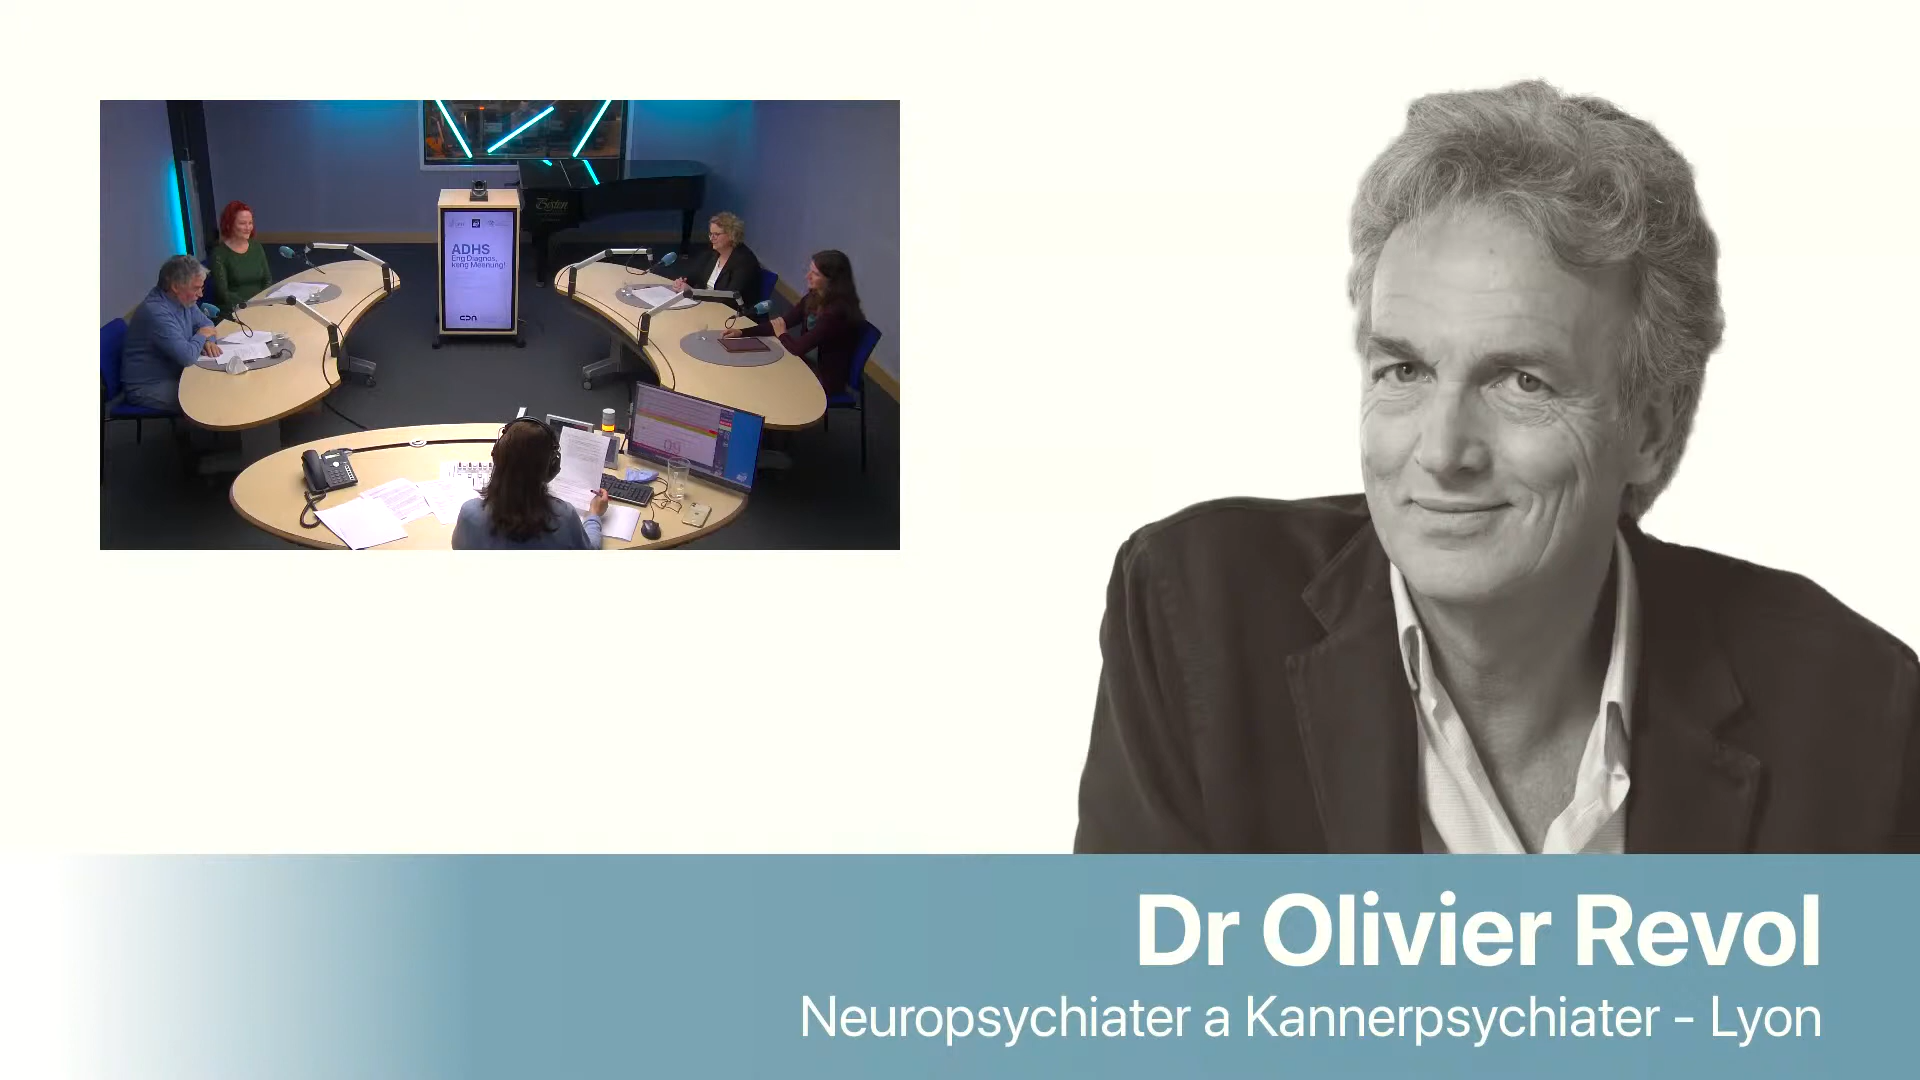 ADHS
Eng Diagnos,
keng Meenung!
Dr Olivier Revol
Neuropsychiater a Kannerpsychiater - Lyon